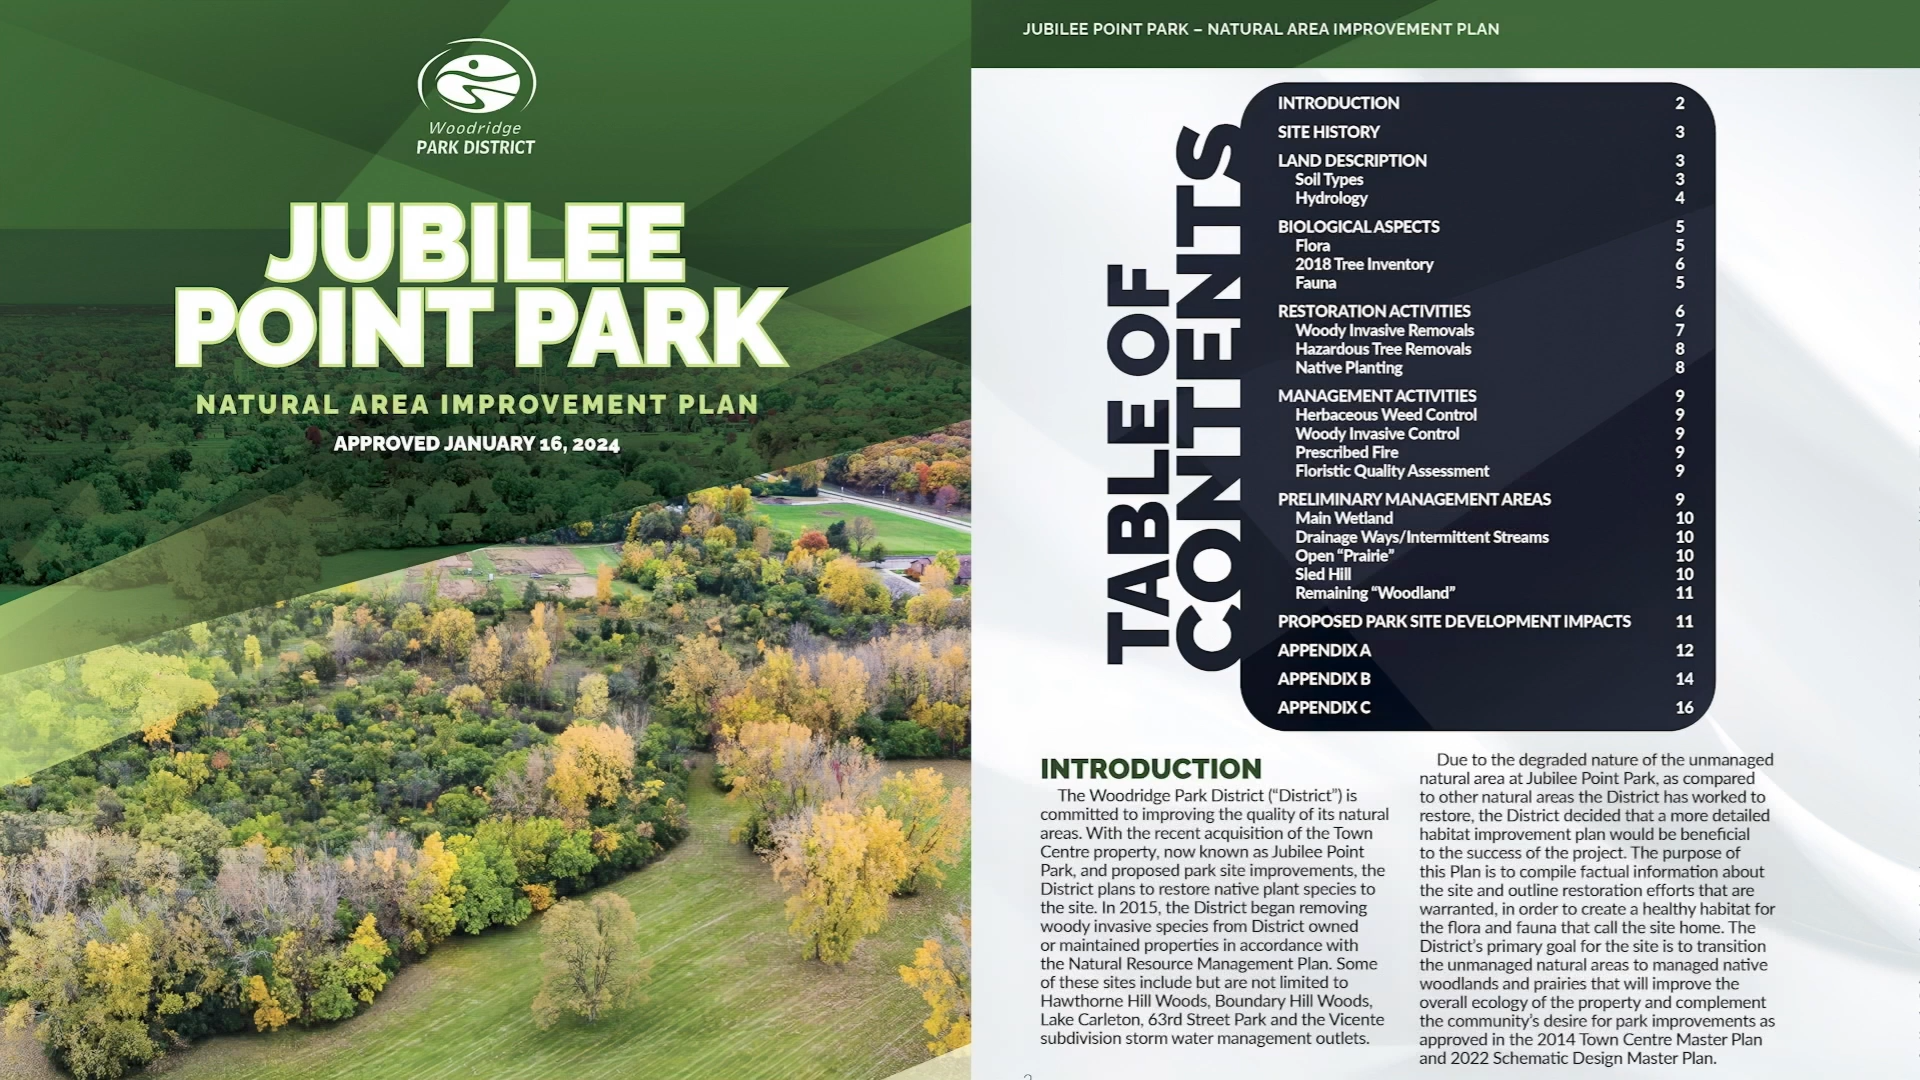 Woodridge
PARK DISTRICT
JUBILEE
POINT PARK
NATURAL AREA IMPROVEMENT PLAN
APPROVED JANUARY 16, 2024
JUBILEE POINT PARK – NATURAL AREA IMPROVEMENT PLAN
TABLE OF
CONTENTS
INTRODUCTION 2
SITE HISTORY 3
LAND DESCRIPTION 3
Soil Types 3
Hydrology 4
BIOLOGICAL ASPECTS 5
Flora 5
2018 Tree Inventory 6
Fauna 5
RESTORATION ACTIVITIES 6
Woody Invasive Removals 7
Hazardous Tree Removals 8
Native Planting 8
MANAGEMENT ACTIVITIES 9
Herbaceous Weed Control 9
Woody Invasive Control 9
Prescribed Fire 9
Floristic Quality Assessment 9
PRELIMINARY MANAGEMENT AREAS 9
Main Wetland 10
Drainage Ways/Intermittent Streams 10
Open “Prairie” 10
Sled Hill 10
Remaining “Woodland” 11
PROPOSED PARK SITE DEVELOPMENT IMPACTS 11
APPENDIX A 12
APPENDIX B 14
APPENDIX C 16
INTRODUCTION
The Woodridge Park District (“District”) is
committed to improving the quality of its natural
areas. With the recent acquisition of the Town
Centre property, now known as Jubilee Point
Park, and proposed park site improvements, the
District plans to restore native plant species to
the site. In 2015, the District began removing
woody invasive species from District owned
or maintained properties in accordance with
the Natural Resource Management Plan. Some
of these sites include but are not limited to
Hawthorne Hill Woods, Boundary Hill Woods,
Lake Carleton, 63rd Street Park and the Vicente
subdivision storm water management outlets.
Due to the degraded nature of the unmanaged
natural area at Jubilee Point Park, as compared
to other natural areas the District has worked to
restore, the District decided that a more detailed
habitat improvement plan would be beneficial
to the success of the project. The purpose of
this Plan is to compile factual information about
the site and outline restoration efforts that are
warranted, in order to create a healthy habitat for
the flora and fauna that call the site home. The
District’s primary goal for the site is to transition
the unmanaged natural areas to managed native
woodlands and prairies that will improve the
overall ecology of the property and complement
the community’s desire for park improvements as
approved in the 2014 Town Centre Master Plan
and 2022 Schematic Design Master Plan.